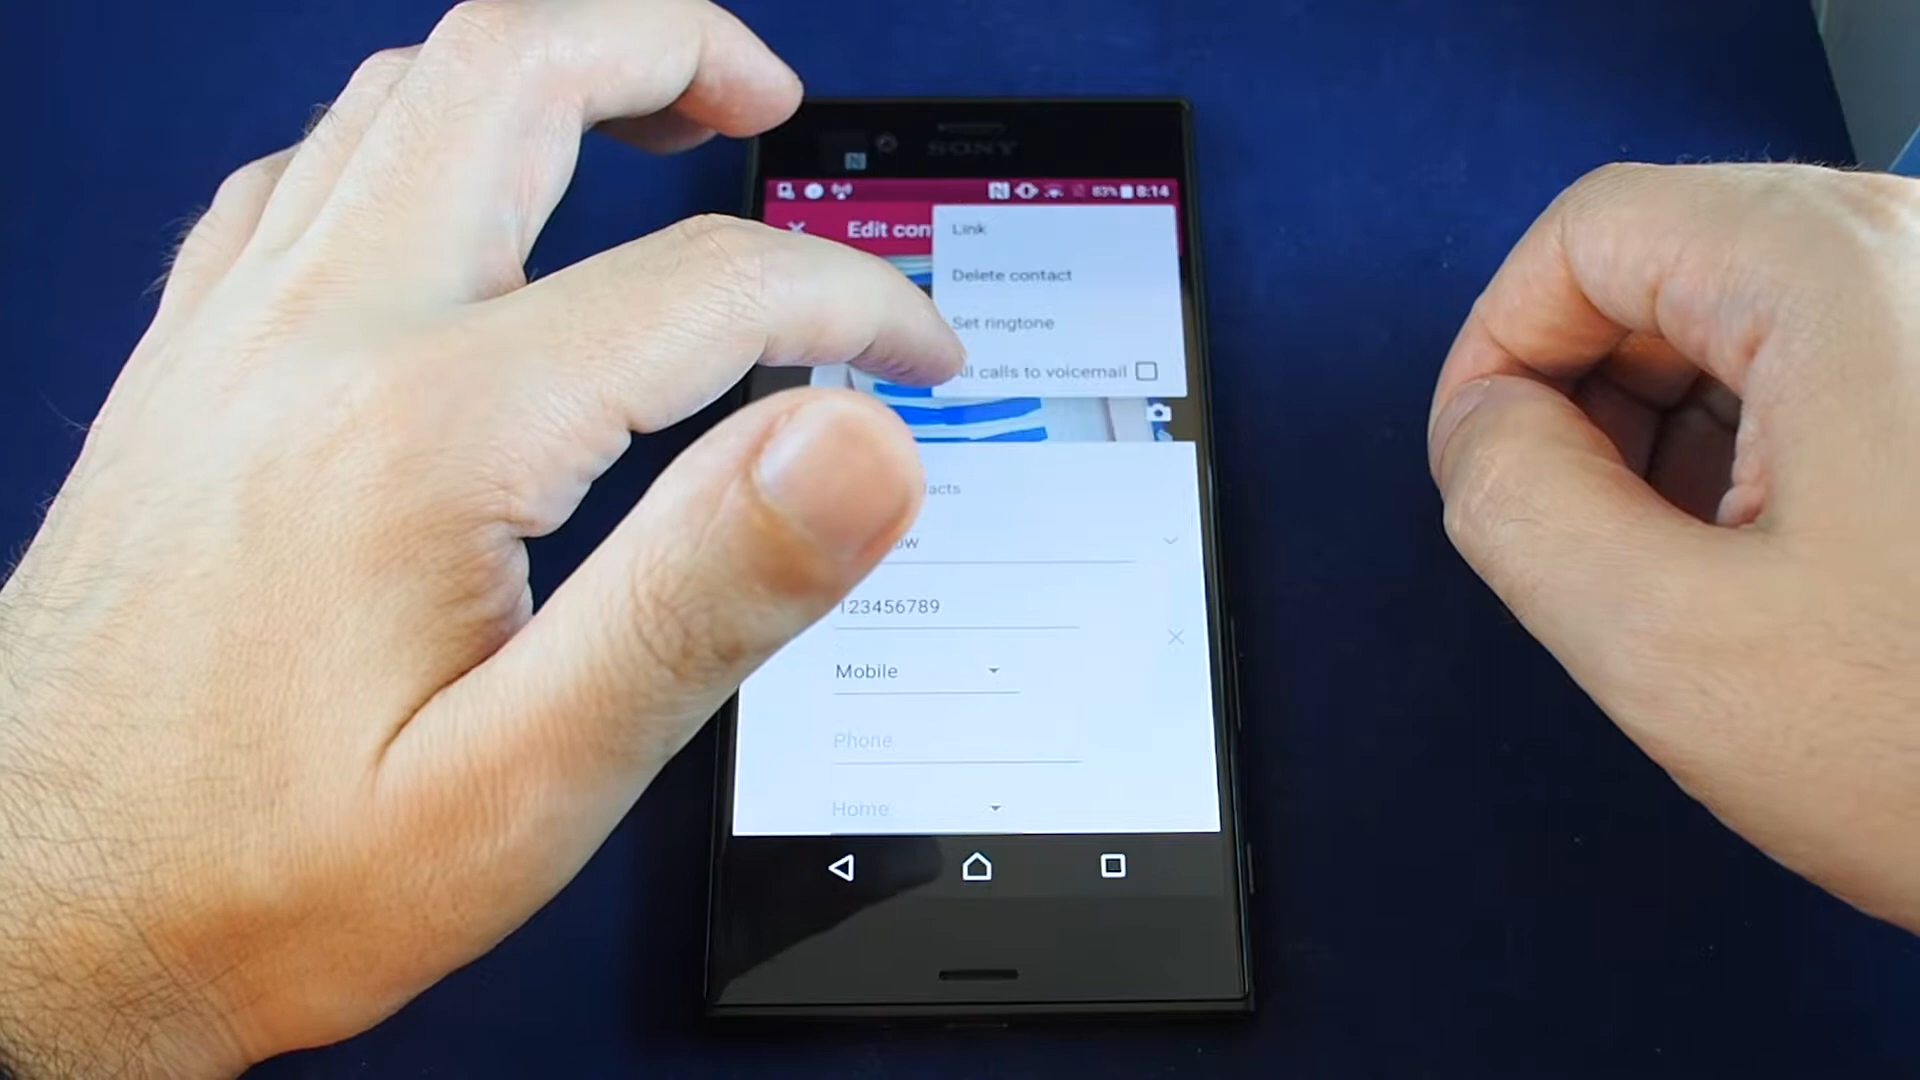 SONY
83% 8:14
Edit con
Link
Delete contact
Set ringtone
ll calls to voicemail
acts
ow
123456789
Mobile
Phone
Home